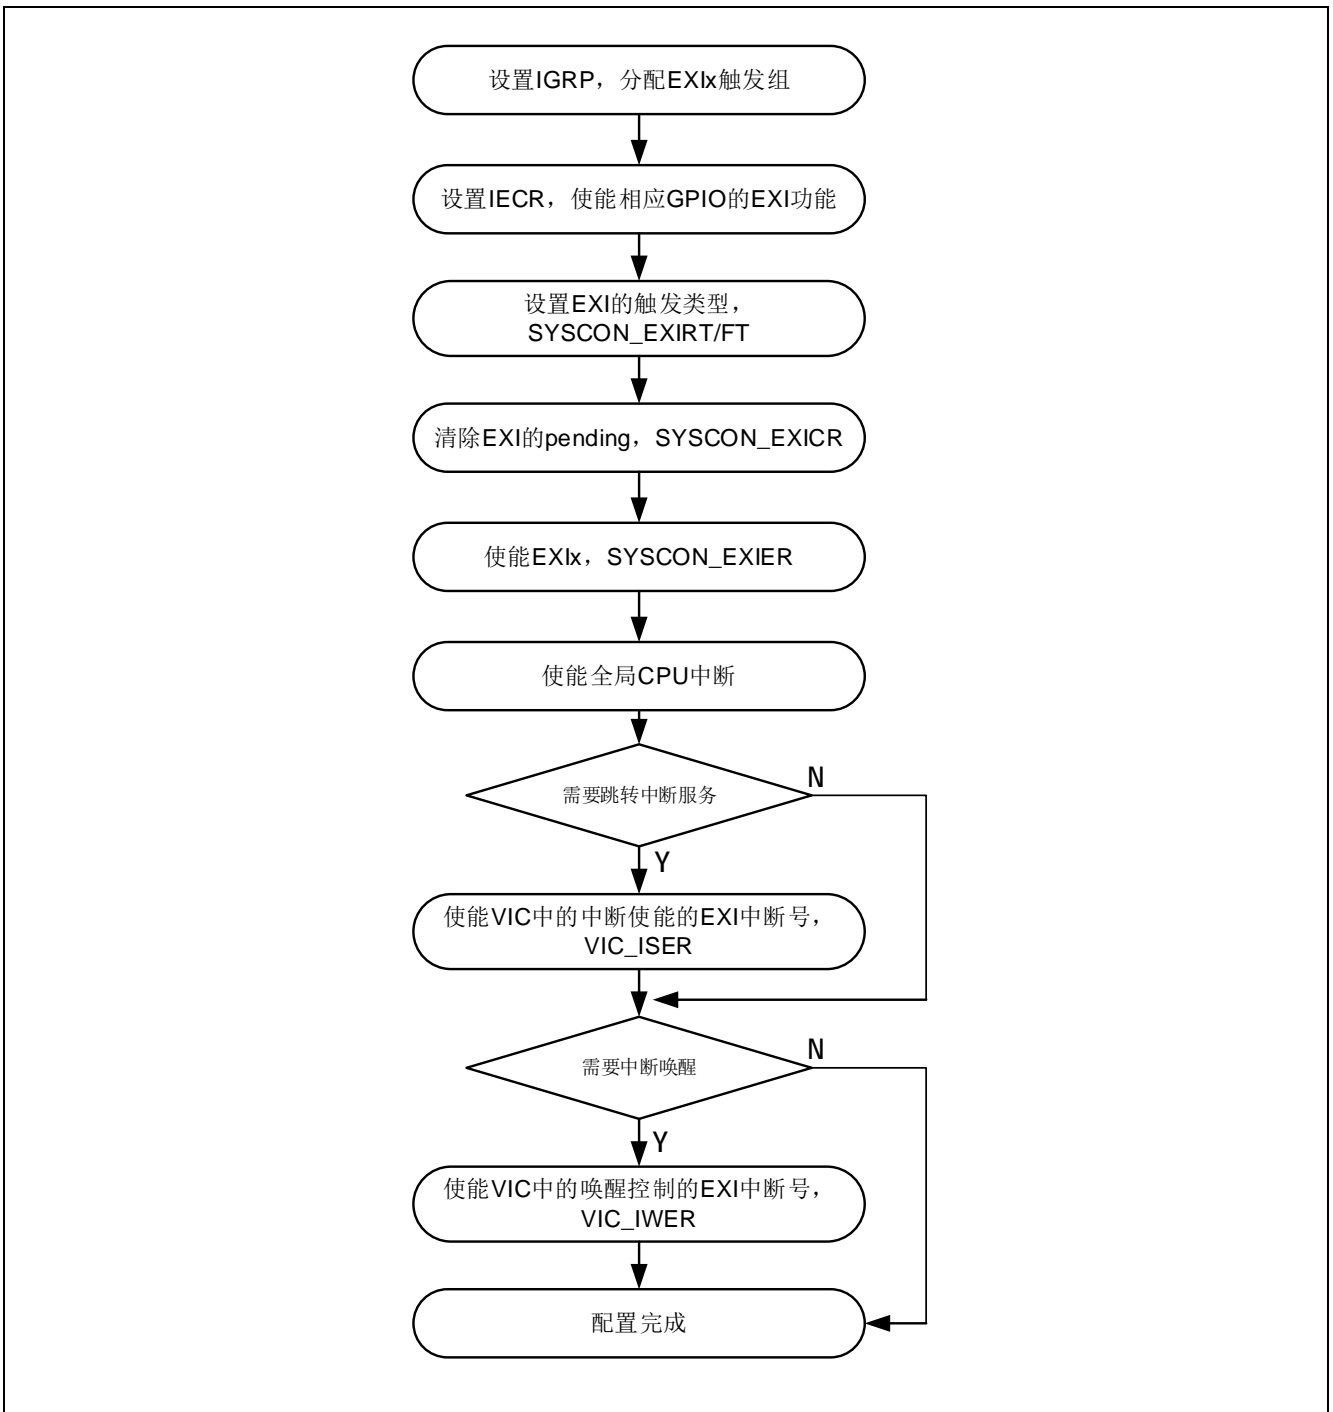 设置IGRP，分配EXIx触发组
设置IECR，使能相应GPIO的EXI功能
设置EXI的触发类型，
SYSCON_EXIRT/FT
清除EXI的pending，SYSCON_EXICR
使能EXIx，SYSCON_EXIER
使能全局CPU中断
需要跳转中断服务
N
Y
使能VIC中的中断使能的EXI中断号，
VIC_ISER
需要中断唤醒
N
Y
使能VIC中的唤醒控制的EXI中断号，
VIC_IWER
配置完成